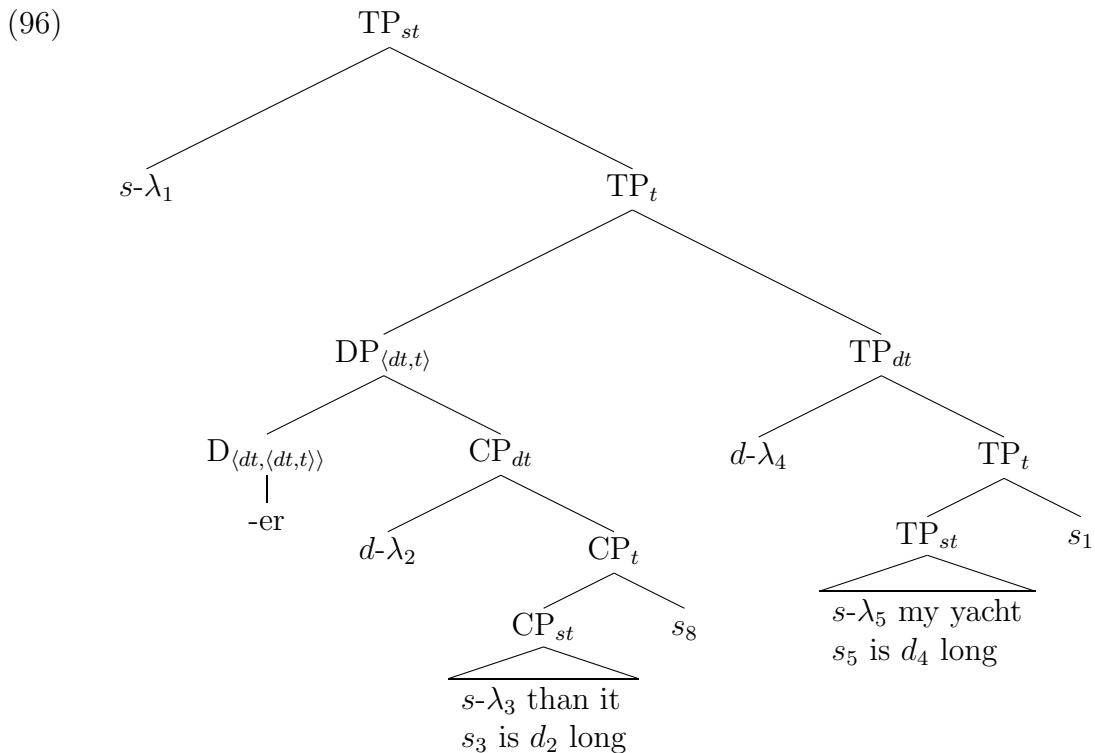 (96)
TP_st
s-λ_1 TP_t
DP_⟨dt,t⟩ TP_dt
D_⟨dt,⟨dt,t⟩⟩ CP_dt d-λ_4 TP_t
-er d-λ_2 CP_t TP_st s_1
CP_st s_8 s-λ_5 my yacht
s_5 is d_4 long
s-λ_3 than it
s_3 is d_2 long